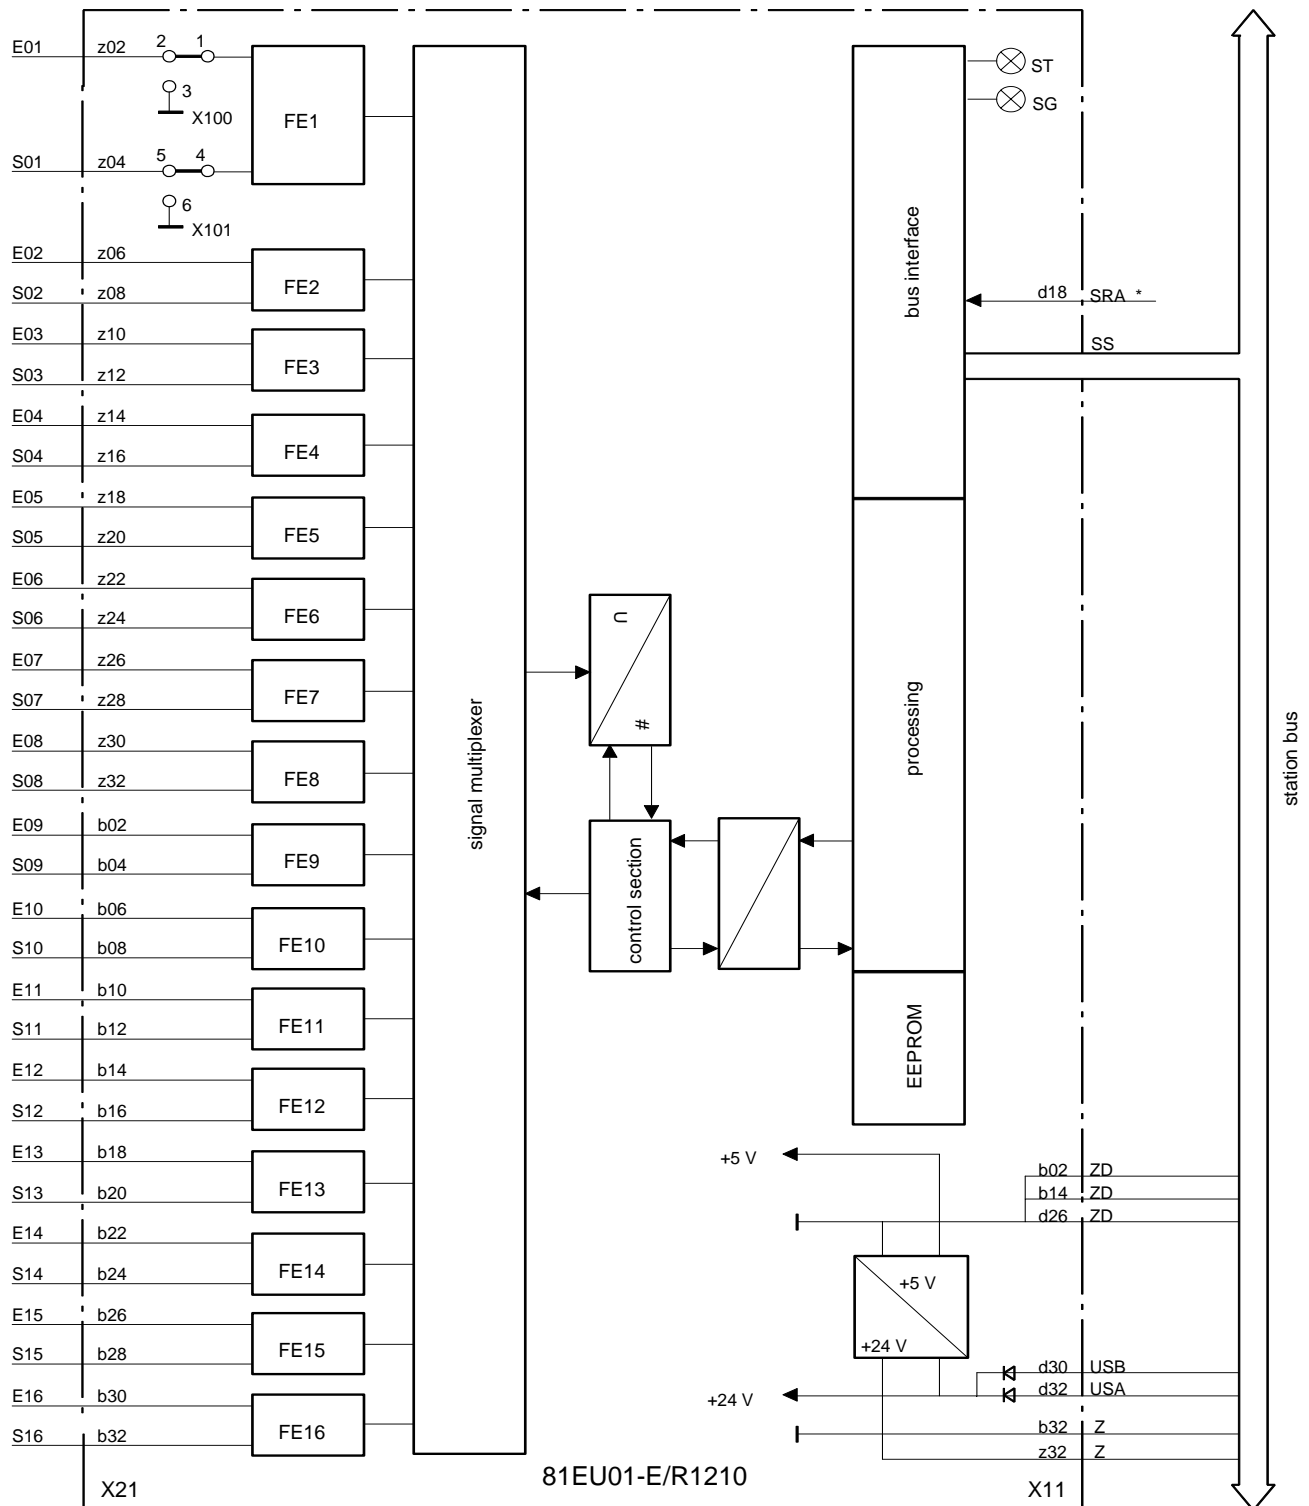 E01 z02 2 1
3
X100
FE1
S01 z04 5 4
6
X101
ST
SG
E02 z06
FE2
S02 z08
E03 z10
FE3
S03 z12
E04 z14
FE4
S04 z16
E05 z18
FE5
S05 z20
E06 z22
FE6
S06 z24
E07 z26
FE7
S07 z28
E08 z30
FE8
S08 z32
E09 b02
FE9
S09 b04
E10 b06
FE10
S10 b08
E11 b10
FE11
S11 b12
E12 b14
FE12
S12 b16
E13 b18
FE13
S13 b20
E14 b22
FE14
S14 b24
E15 b26
FE15
S15 b28
E16 b30
FE16
S16 b32
X21
signal multiplexer
U
#
control section
bus interface
processing
EEPROM
d18 SRA *
SS
station bus
+5 V
b02 ZD
b14 ZD
d26 ZD
+5 V
+24 V
+24 V
d30 USB
d32 USA
b32 Z
z32 Z
81EU01-E/R1210
X11